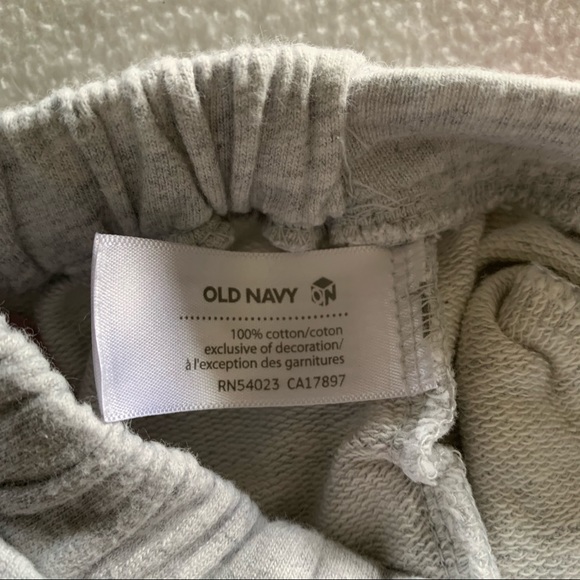 OLD NAVY ON
100% cotton/coton
exclusive of decoration/
à l'exception des garnitures
RN54023 CA17897